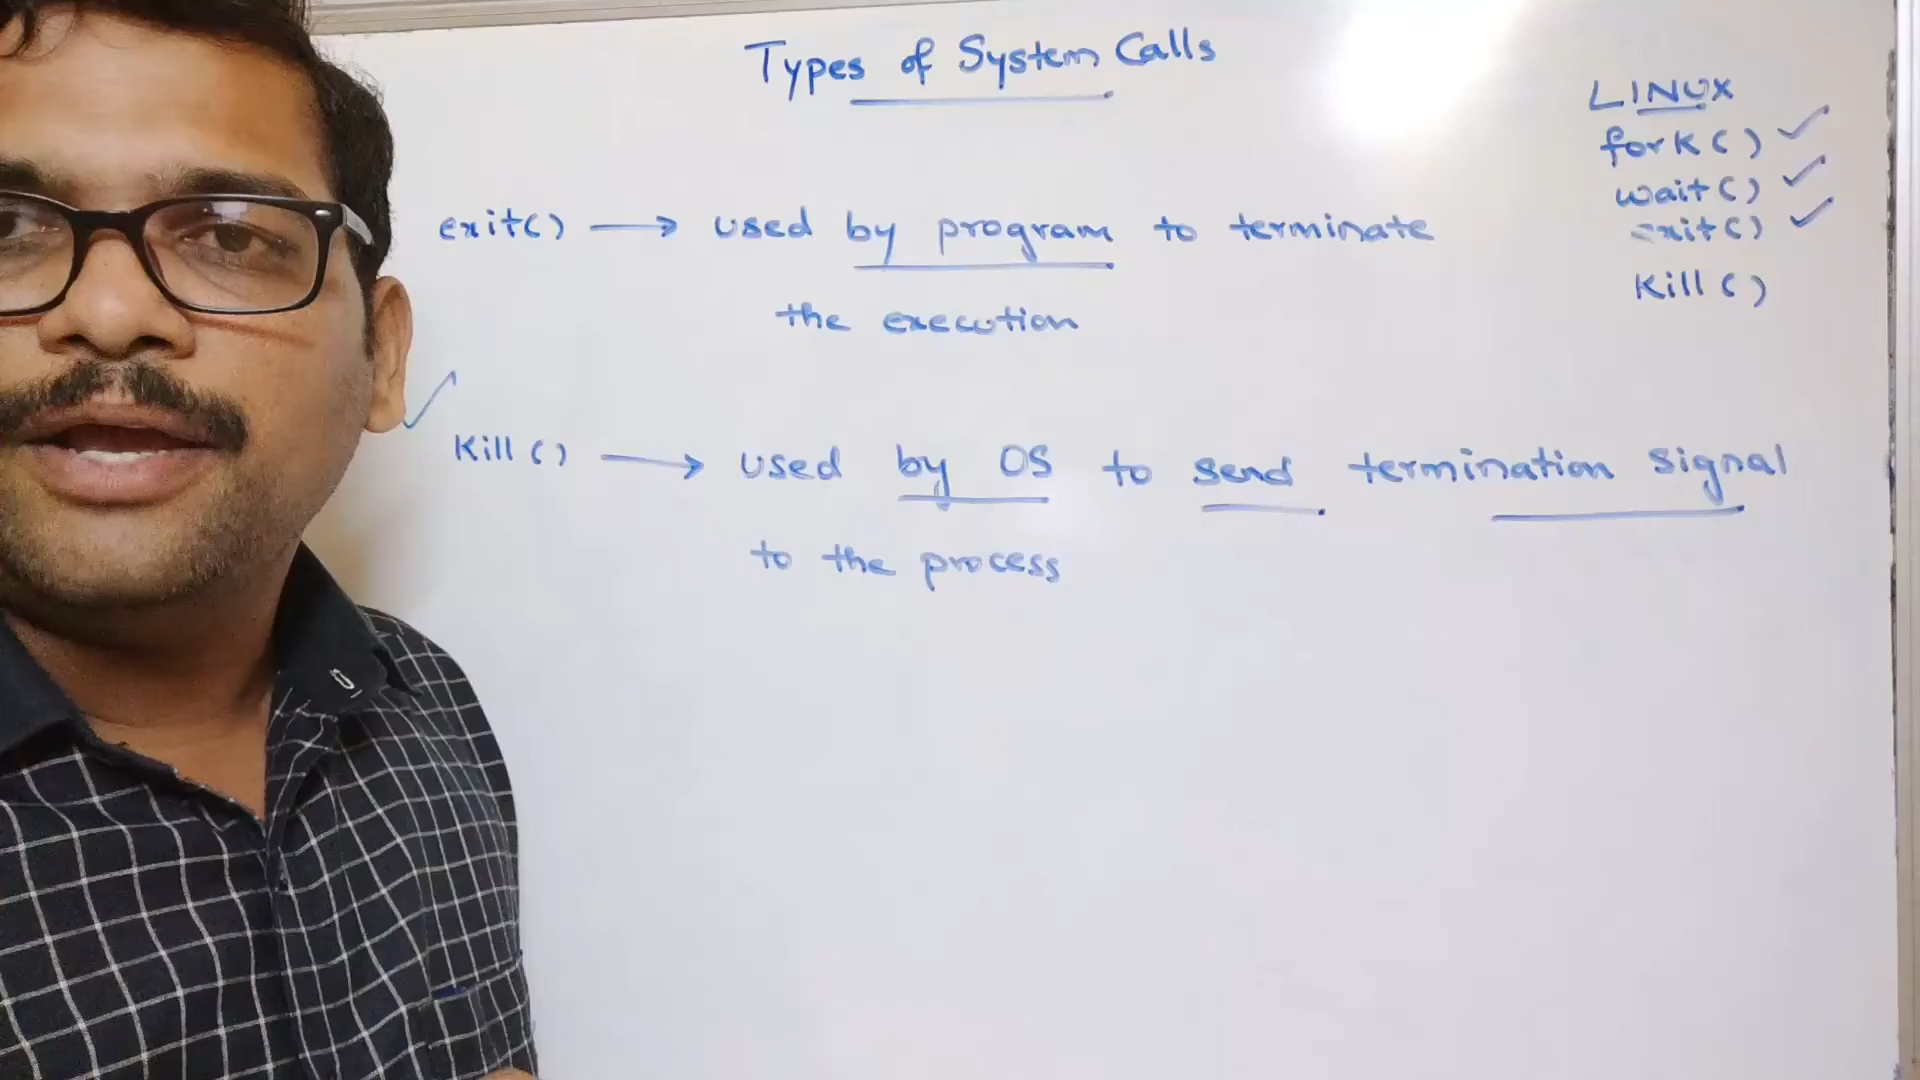 Types of System Calls
LINUX
fork()
wait()
exit()
Kill()
exit() → used by program to terminate
the execution
Kill() → used by OS to send termination signal
to the process